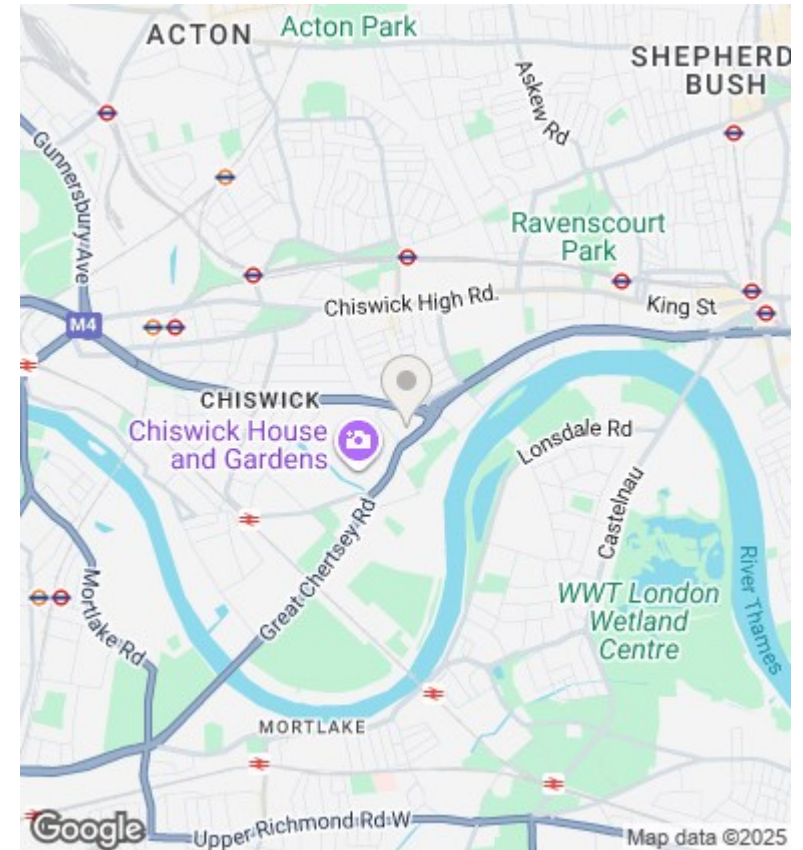 ACTON
Acton Park
SHEPHERD
BUSH
Askew Rd
Gunnersbury Ave
Ravenscourt
Park
Chiswick High Rd.
King St
M4
CHISWICK
Chiswick House
and Gardens
Lonsdale Rd
Castelnau
Great Chertsey Rd
River Thames
WWT London
Wetland
Centre
Mortlake Rd
MORTLAKE
Google
Upper Richmond Rd W
Map data ©2025